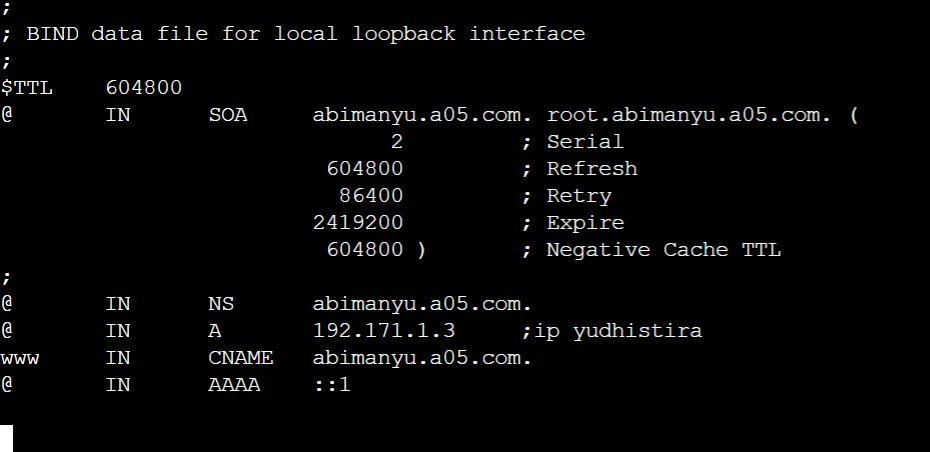 ;
; BIND data file for local loopback interface
;
$TTL    604800
@       IN      SOA     abimanyu.a05.com. root.abimanyu.a05.com. (
                              2         ; Serial
                         604800         ; Refresh
                          86400         ; Retry
                        2419200         ; Expire
                         604800 )       ; Negative Cache TTL
;
@       IN      NS      abimanyu.a05.com.
@       IN      A       192.171.1.3     ;ip yudhistira
www     IN      CNAME   abimanyu.a05.com.
@       IN      AAAA    ::1